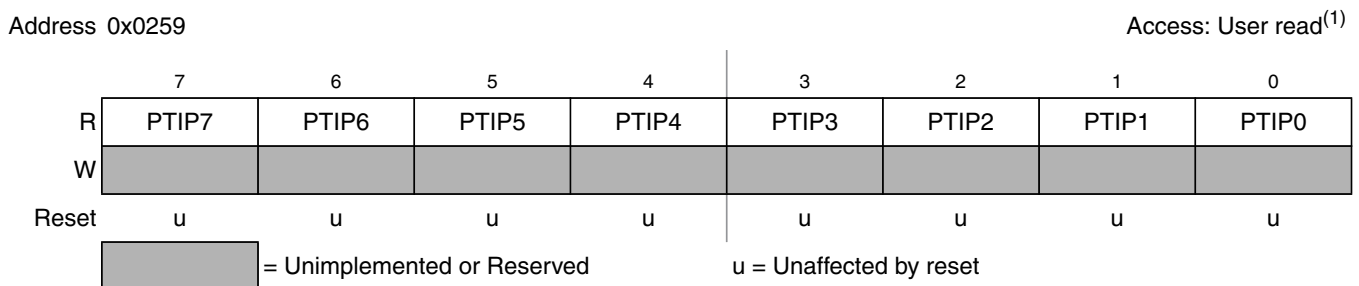 Address 0x0259 Access: User read(1)
7 6 5 4 3 2 1 0
R PTIP7 PTIP6 PTIP5 PTIP4 PTIP3 PTIP2 PTIP1 PTIP0
W
Reset u u u u u u u u
= Unimplemented or Reserved u = Unaffected by reset